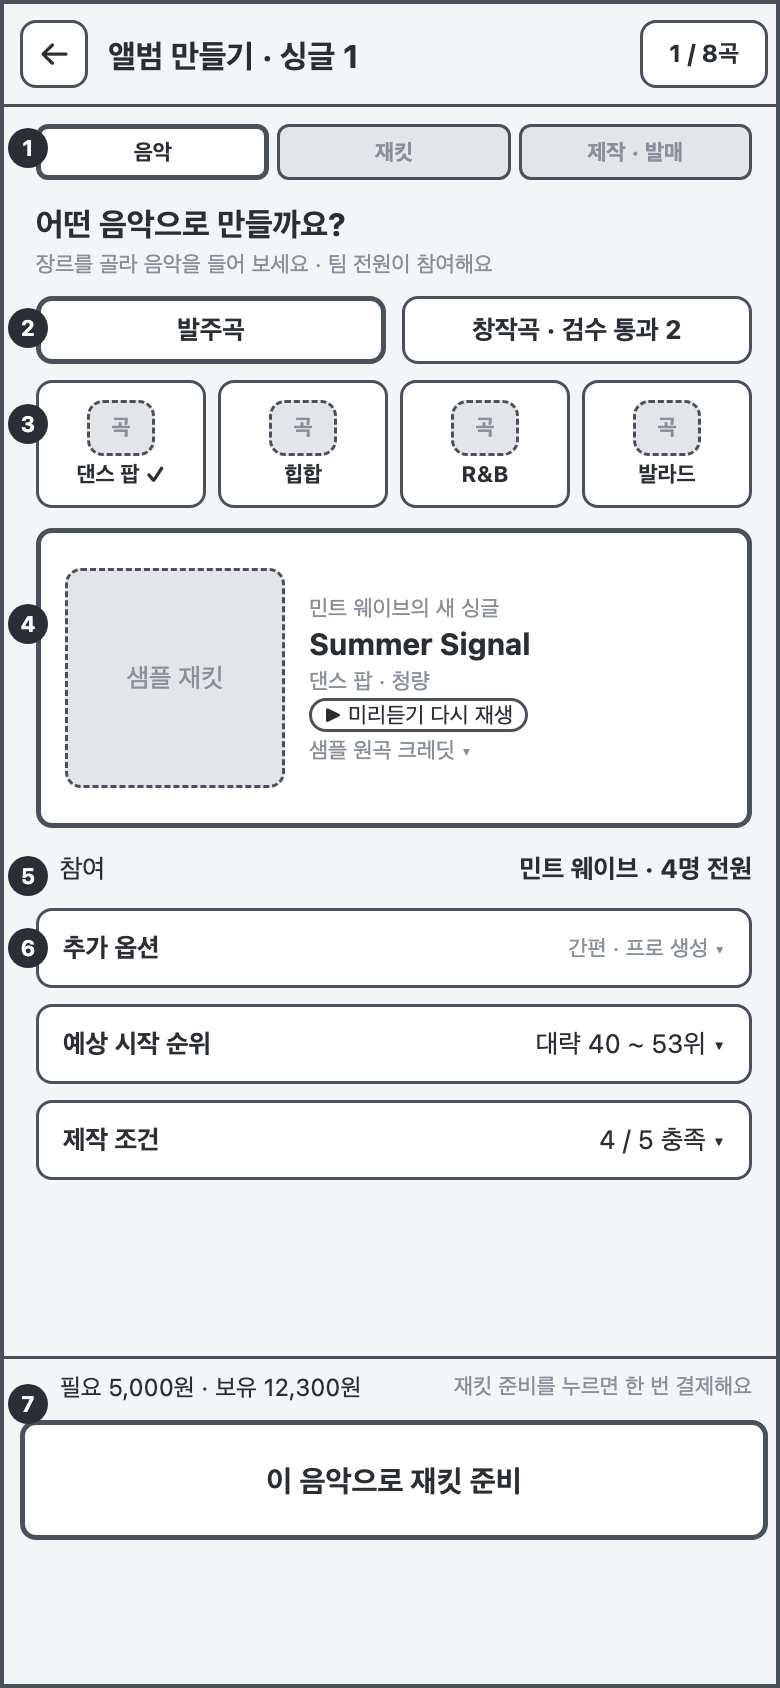 ← 앨범 만들기 · 싱글 1 1 / 8곡
1 음악 재킷 제작 · 발매
어떤 음악으로 만들까요?
장르를 골라 음악을 들어 보세요 · 팀 전원이 참여해요
2 발주곡 창작곡 · 검수 통과 2
3 곡 곡 곡 곡
댄스 팝 ✓ 힙합 R&B 발라드
4
샘플 재킷
민트 웨이브의 새 싱글
Summer Signal
댄스 팝 · 청량
▶ 미리듣기 다시 재생
샘플 원곡 크레딧 ▾
5 참여 민트 웨이브 · 4명 전원
6 추가 옵션 간편 · 프로 생성 ▾
예상 시작 순위 대략 40 ~ 53위 ▾
제작 조건 4 / 5 충족 ▾
7 필요 5,000원 · 보유 12,300원 재킷 준비를 누르면 한 번 결제해요
이 음악으로 재킷 준비